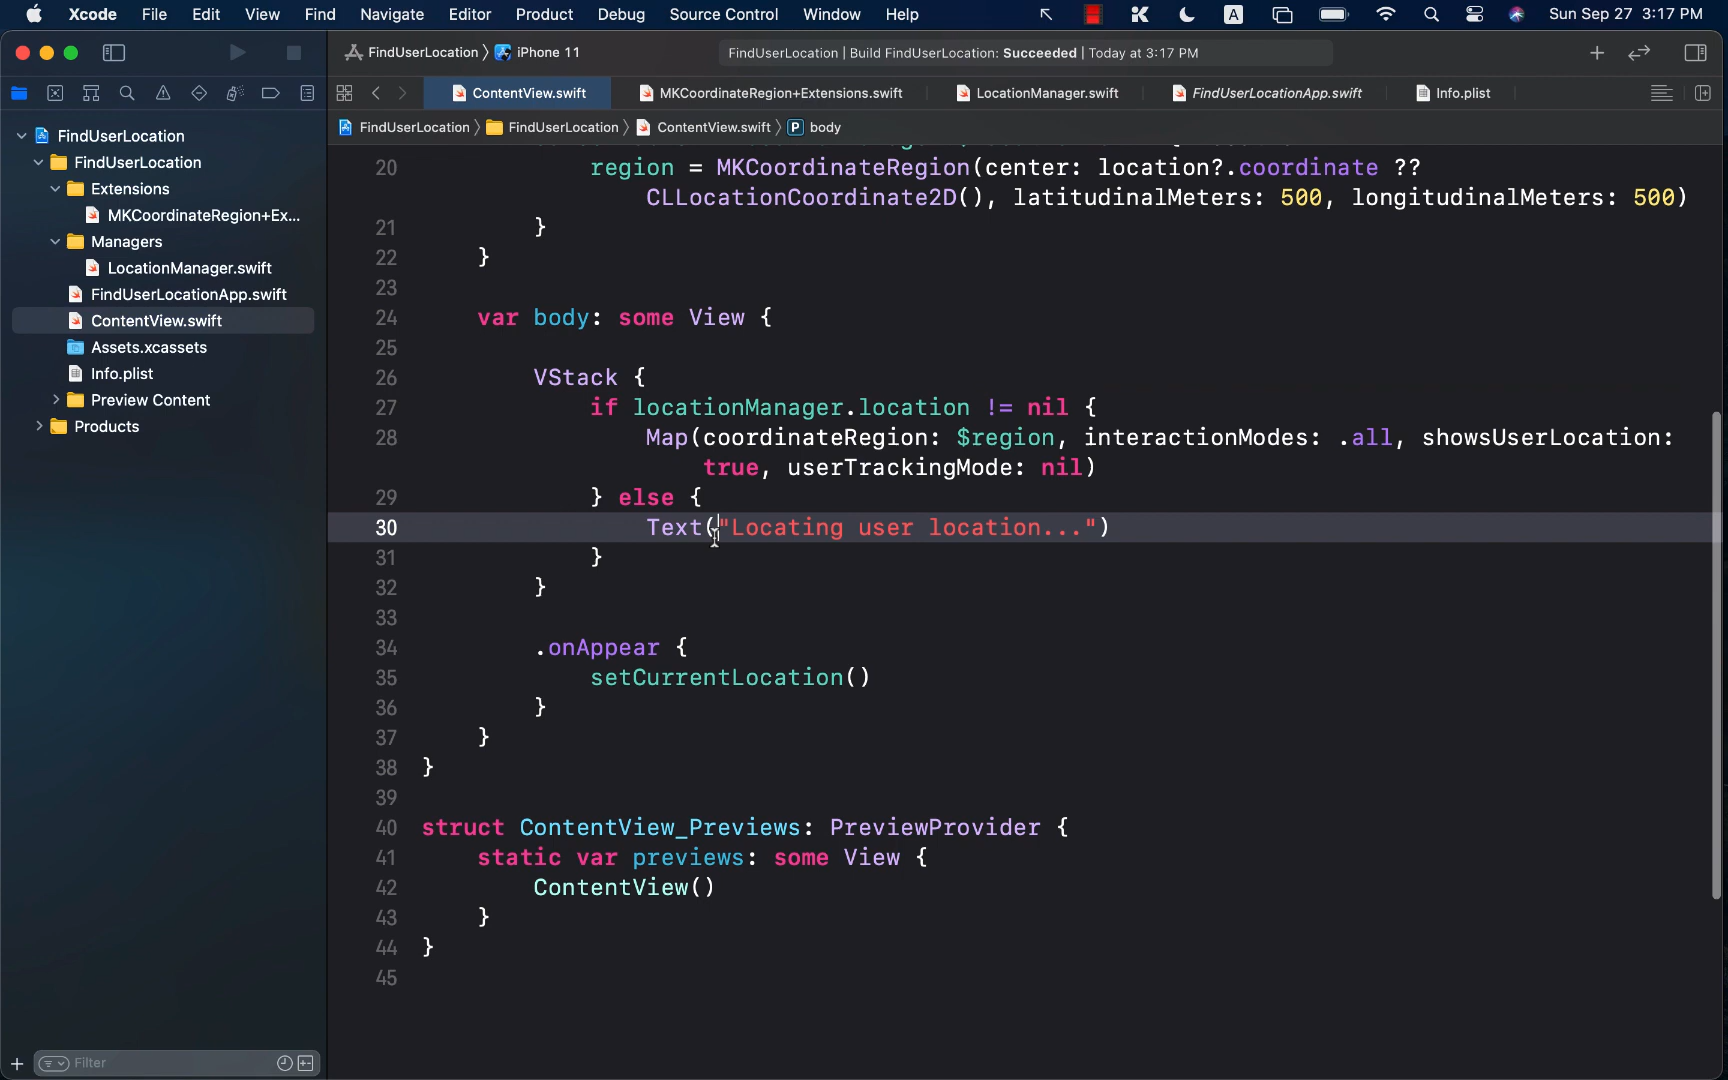 Xcode File Edit View Find Navigate Editor Product Debug Source Control Window Help A Sun Sep 27 3:17 PM
FindUserLocation iPhone 11 FindUserLocation | Build FindUserLocation: Succeeded | Today at 3:17 PM
ContentView.swift MKCoordinateRegion+Extensions.swift LocationManager.swift FindUserLocationApp.swift Info.plist
FindUserLocation FindUserLocation ContentView.swift P body
FindUserLocation
FindUserLocation
Extensions
MKCoordinateRegion+Ex...
Managers
LocationManager.swift
FindUserLocationApp.swift
ContentView.swift
Assets.xcassets
Info.plist
Preview Content
Products
Filter
20 region = MKCoordinateRegion(center: location?.coordinate ??
CLLocationCoordinate2D(), latitudinalMeters: 500, longitudinalMeters: 500)
21 }
22 }
23
24 var body: some View {
25
26 VStack {
27 if locationManager.location != nil {
28 Map(coordinateRegion: $region, interactionModes: .all, showsUserLocation:
true, userTrackingMode: nil)
29 } else {
30 Text("Locating user location...")
31 }
32 }
33
34 .onAppear {
35 setCurrentLocation()
36 }
37 }
38 }
39
40 struct ContentView_Previews: PreviewProvider {
41 static var previews: some View {
42 ContentView()
43 }
44 }
45